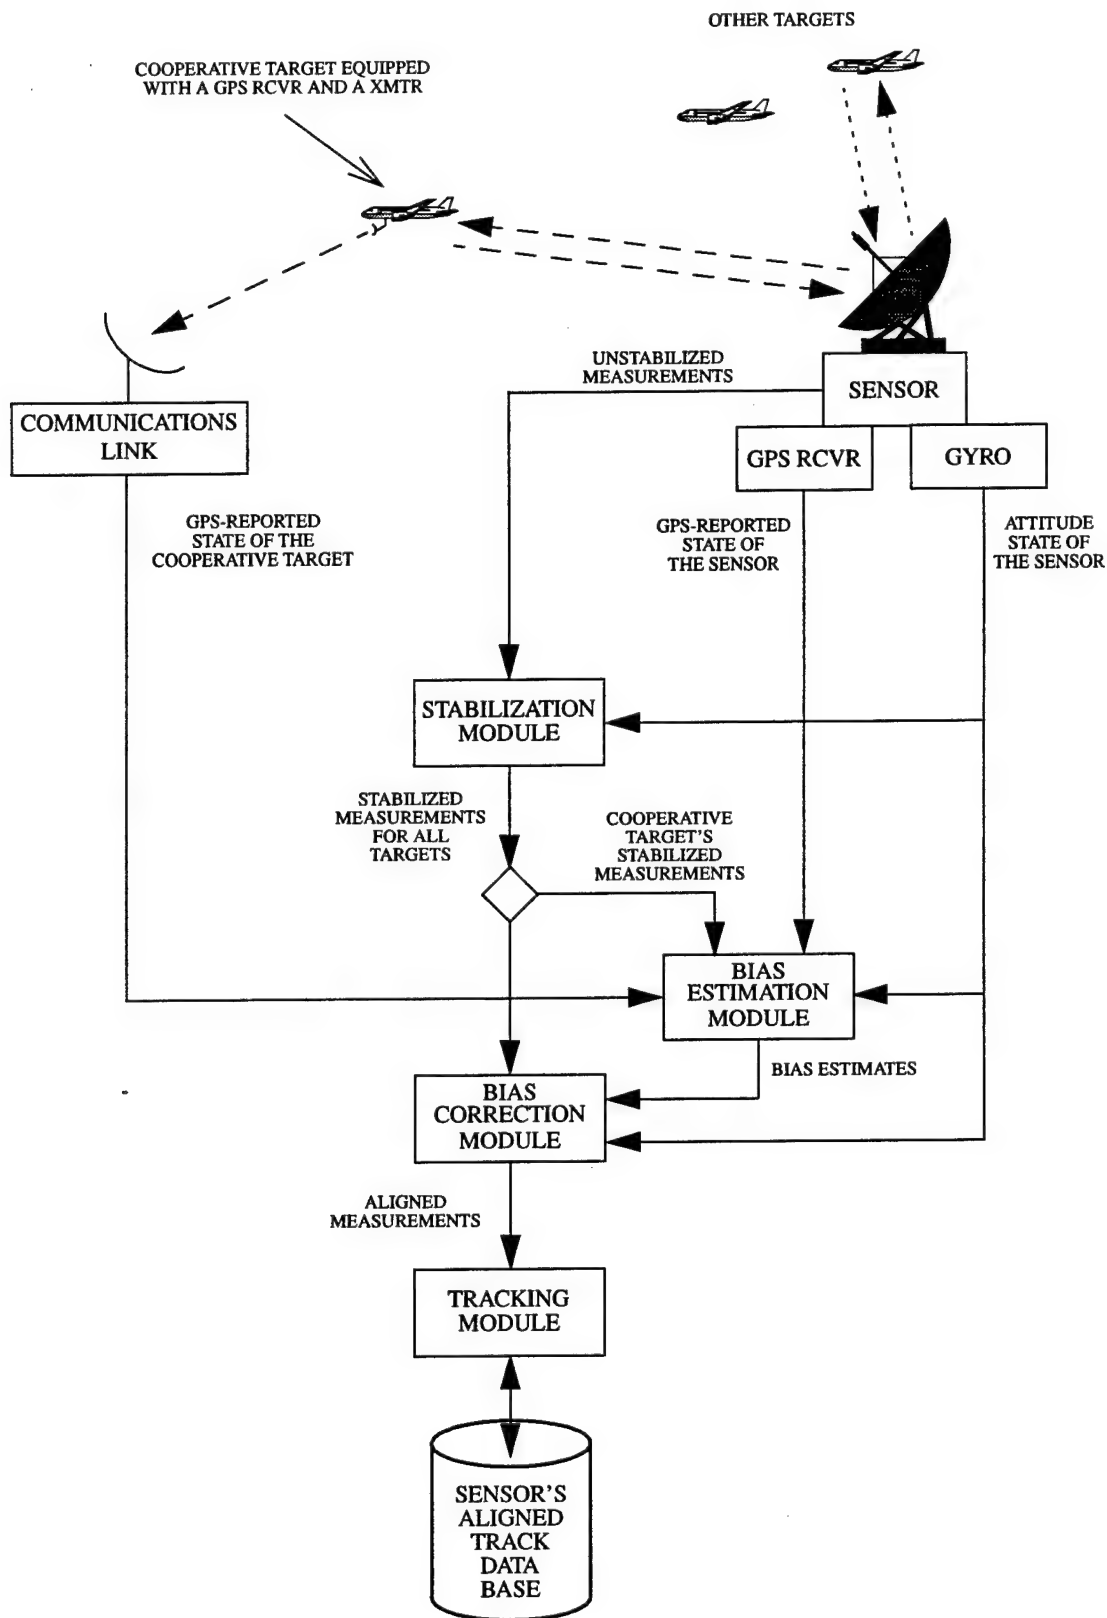 OTHER TARGETS
COOPERATIVE TARGET EQUIPPED
WITH A GPS RCVR AND A XMTR
UNSTABILIZED
MEASUREMENTS
SENSOR
COMMUNICATIONS
LINK
GPS RCVR
GYRO
GPS-REPORTED
STATE OF THE
COOPERATIVE TARGET
GPS-REPORTED
STATE OF
THE SENSOR
ATTITUDE
STATE OF
THE SENSOR
STABILIZATION
MODULE
STABILIZED
MEASUREMENTS
FOR ALL
TARGETS
COOPERATIVE
TARGET'S
STABILIZED
MEASUREMENTS
BIAS
ESTIMATION
MODULE
BIAS ESTIMATES
BIAS
CORRECTION
MODULE
ALIGNED
MEASUREMENTS
TRACKING
MODULE
SENSOR'S
ALIGNED
TRACK
DATA
BASE